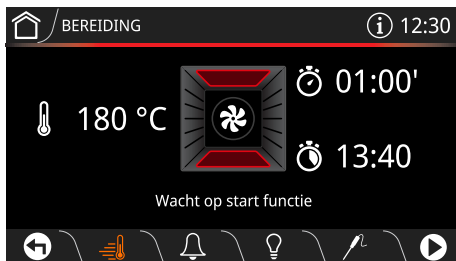 BEREIDING
i 12:30
180 °C
01:00'
13:40
Wacht op start functie